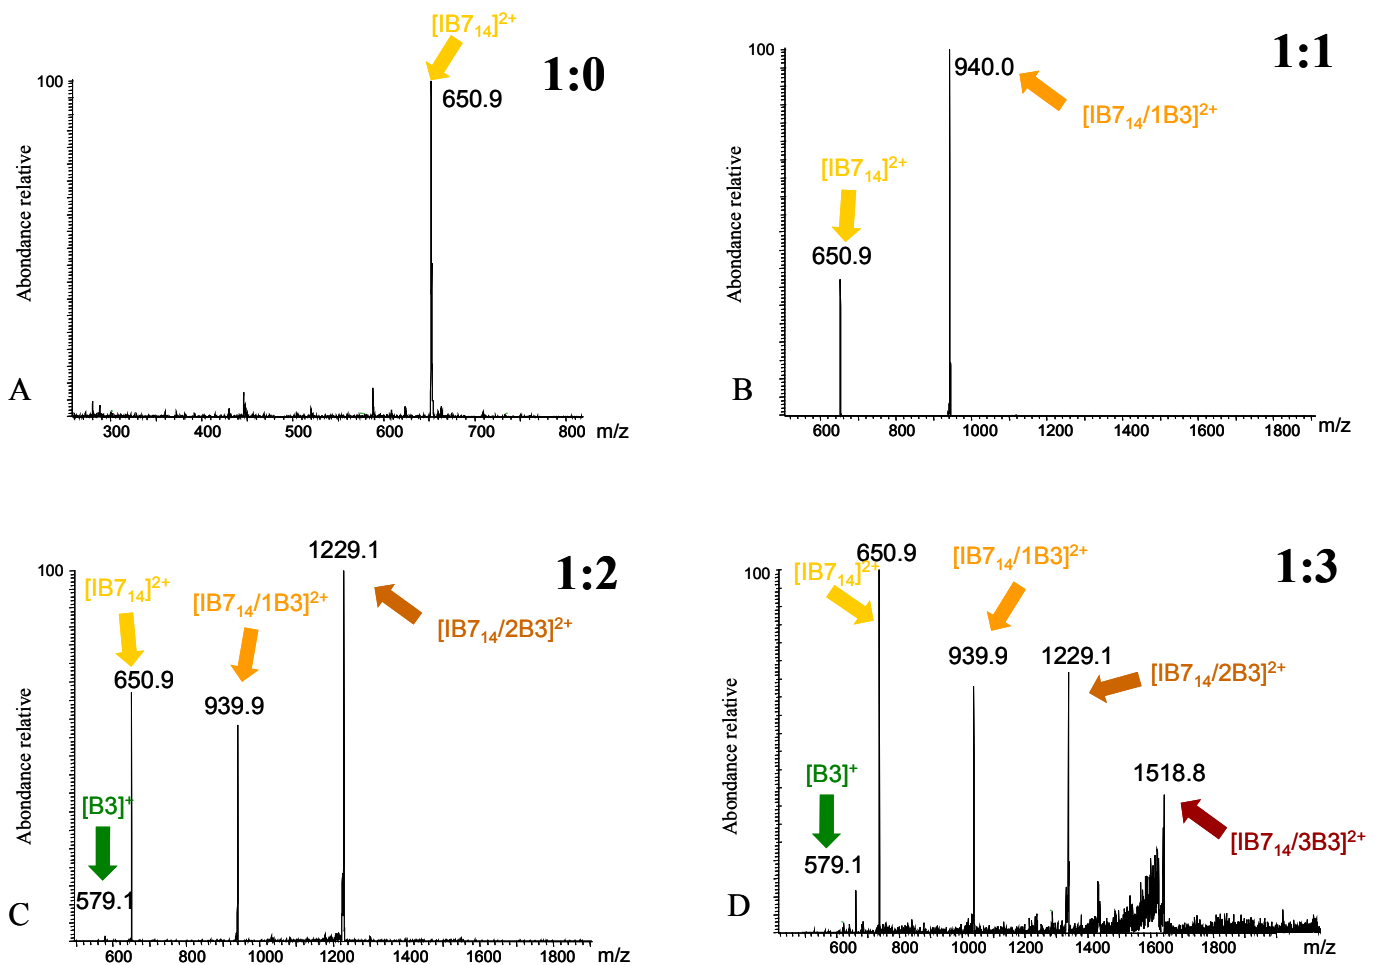 [IB7₁₄]²⁺
1:0
100
650.9
Abondance relative
A
300 400 500 600 700 800 m/z
1:1
100
940.0
[IB7₁₄/1B3]²⁺
[IB7₁₄]²⁺
650.9
Abondance relative
B
600 800 1000 1200 1400 1600 1800 m/z
1:2
1229.1
100
[IB7₁₄]²⁺
[IB7₁₄/1B3]²⁺
[IB7₁₄/2B3]²⁺
650.9
939.9
[B3]⁺
579.1
Abondance relative
C
600 800 1000 1200 1400 1600 1800 m/z
1:3
650.9
[IB7₁₄/1B3]²⁺
100
[IB7₁₄]²⁺
939.9
1229.1
[IB7₁₄/2B3]²⁺
[B3]⁺
1518.8
579.1
[IB7₁₄/3B3]²⁺
Abondance relative
D
600 800 1000 1200 1400 1600 1800 m/z